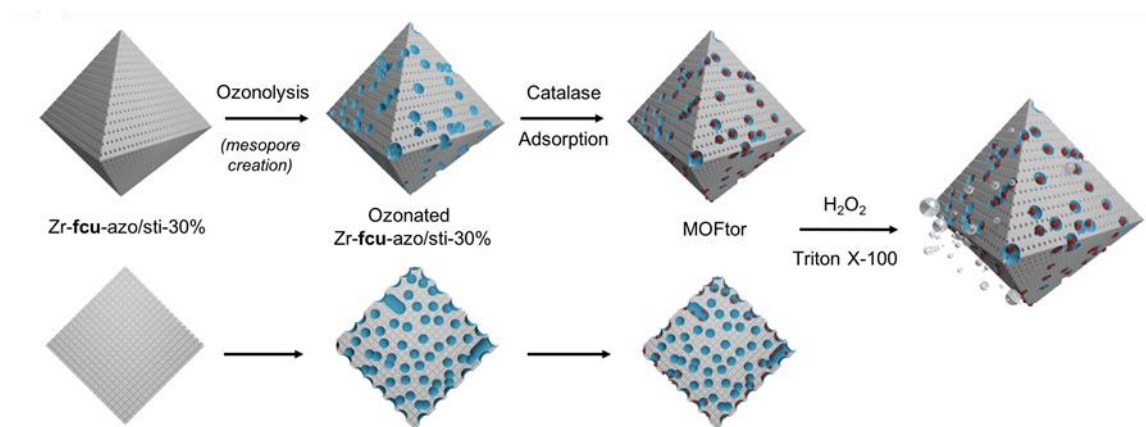 Ozonolysis
(mesopore
creation)
Catalase
Adsorption
Zr-fcu-azo/sti-30%
Ozonated
Zr-fcu-azo/sti-30%
MOFtor
H₂O₂
Triton X-100